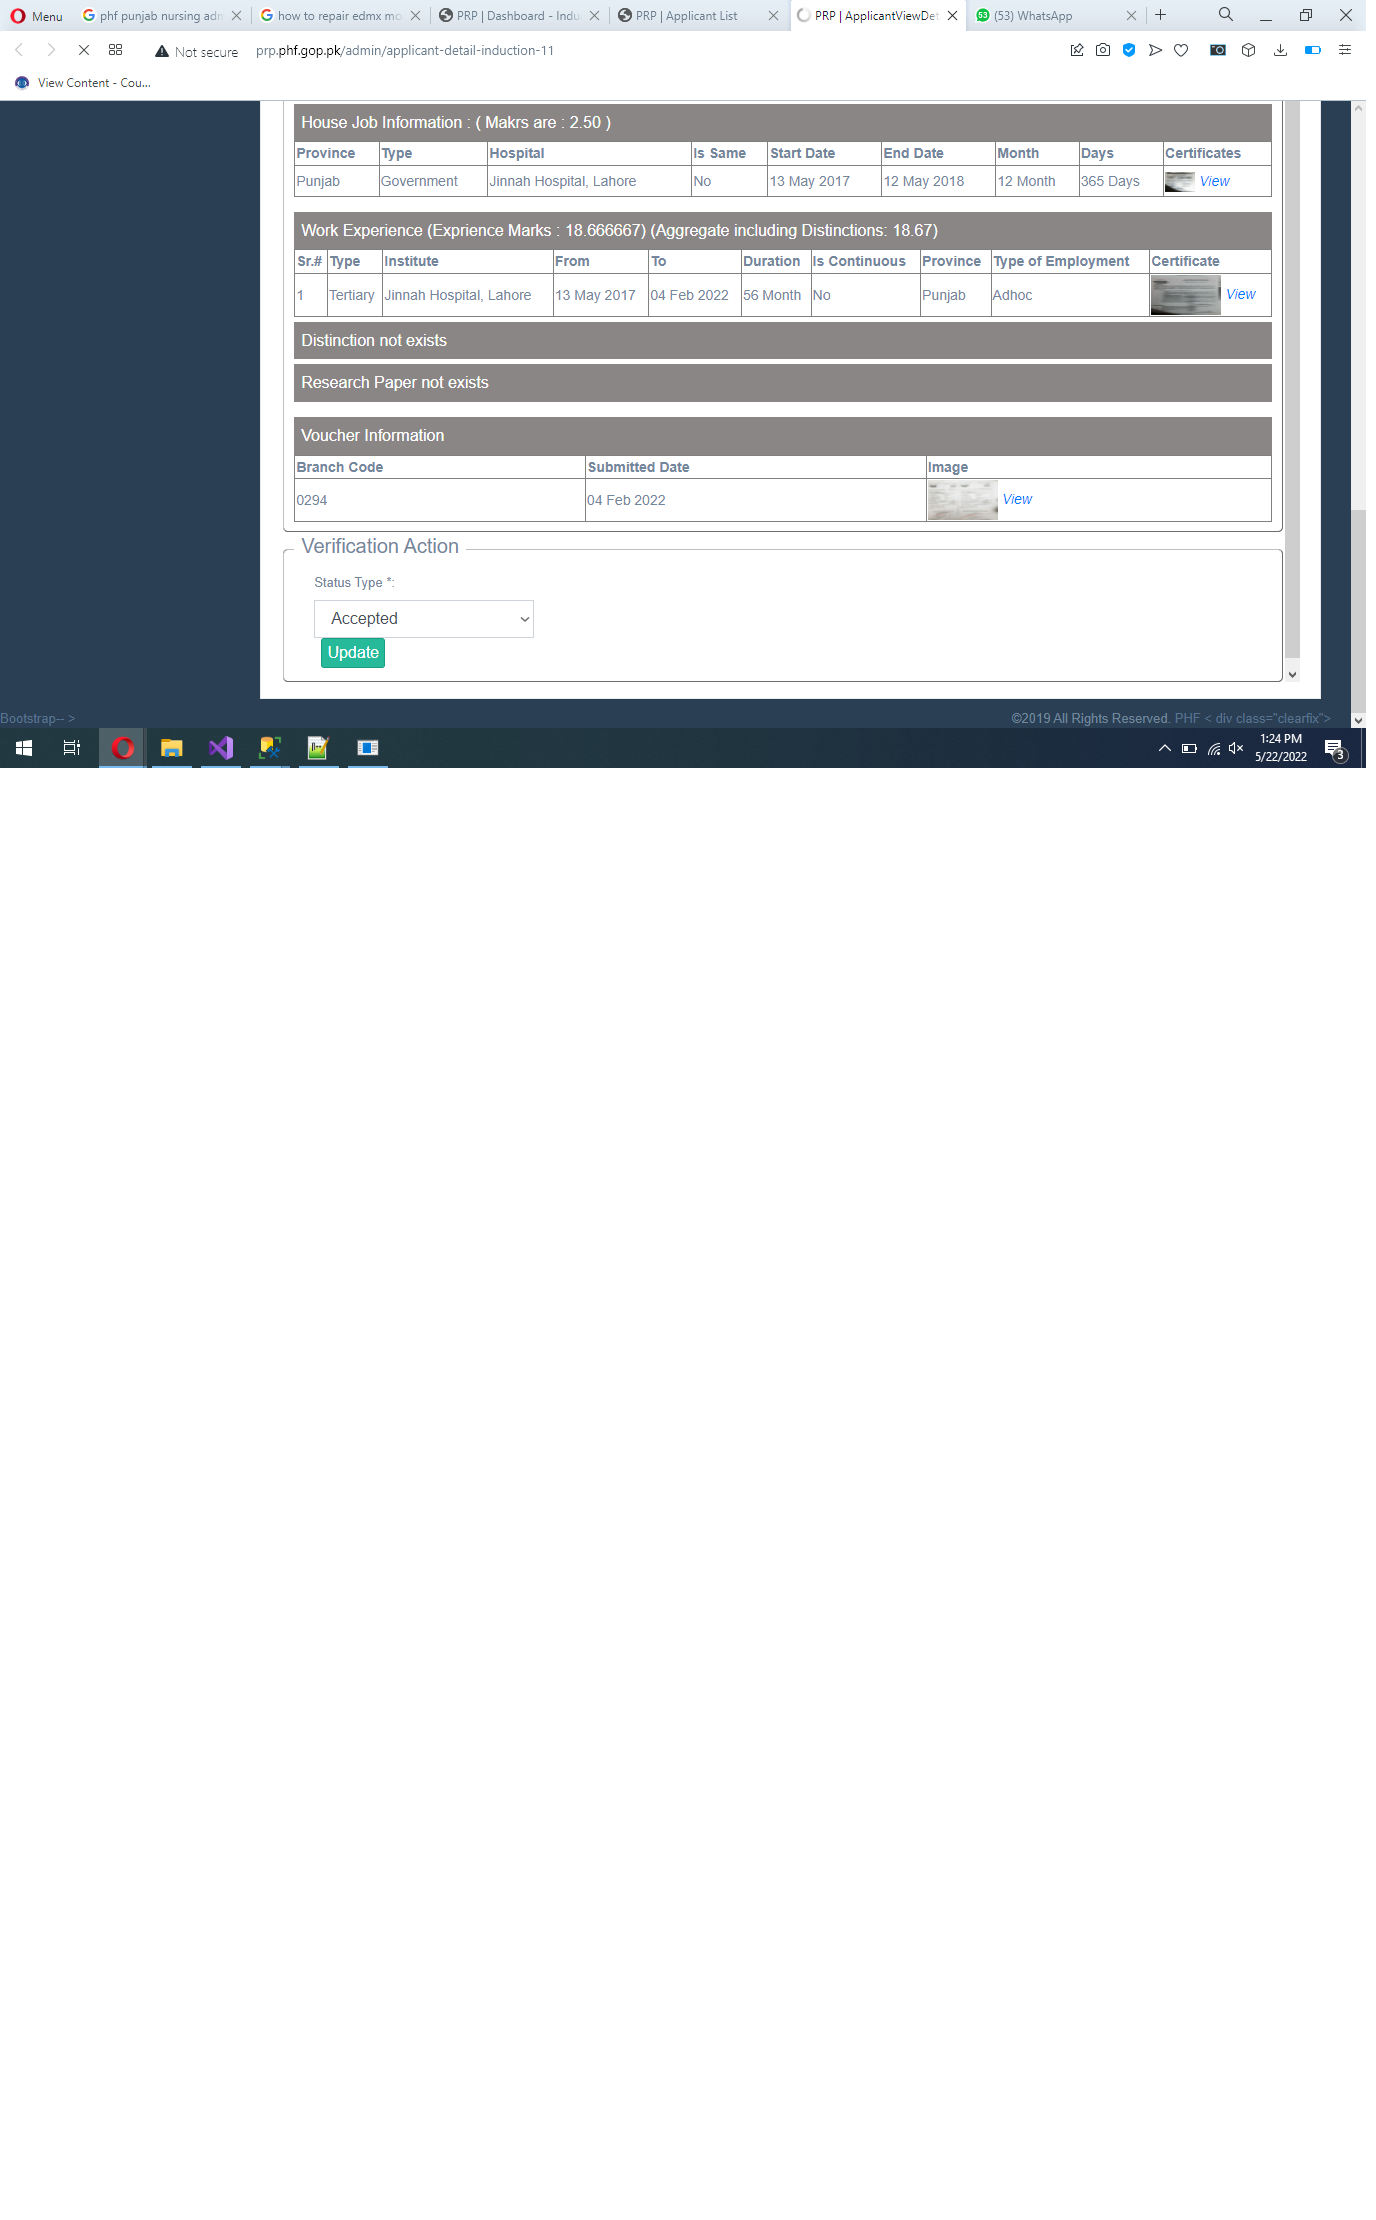 Menu phf punjab nursing adm how to repair edmx mo PRP | Dashboard - Indu PRP | Applicant List PRP | ApplicantViewDet 53 (53) WhatsApp
Not secure prp.phf.gop.pk/admin/applicant-detail-induction-11
View Content - Cou...
House Job Information : ( Makrs are : 2.50 )
Province Type Hospital Is Same Start Date End Date Month Days Certificates
Punjab Government Jinnah Hospital, Lahore No 13 May 2017 12 May 2018 12 Month 365 Days View
Work Experience (Exprience Marks : 18.666667) (Aggregate including Distinctions: 18.67)
Sr.# Type Institute From To Duration Is Continuous Province Type of Employment Certificate
1 Tertiary Jinnah Hospital, Lahore 13 May 2017 04 Feb 2022 56 Month No Punjab Adhoc View
Distinction not exists
Research Paper not exists
Voucher Information
Branch Code Submitted Date Image
0294 04 Feb 2022 View
Verification Action
Status Type *:
Accepted
Update
Bootstrap-- > ©2019 All Rights Reserved. PHF < div class="clearfix">
1:24 PM
5/22/2022 3